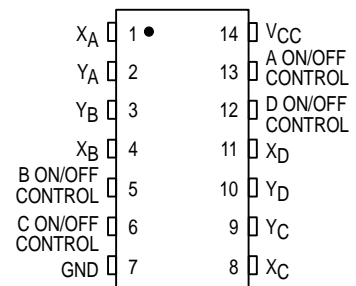 XA 1 14 VCC
YA 2 13 A ON/OFF CONTROL
YB 3 12 D ON/OFF CONTROL
XB 4 11 XD
B ON/OFF CONTROL 5 10 YD
C ON/OFF CONTROL 6 9 YC
GND 7 8 XC